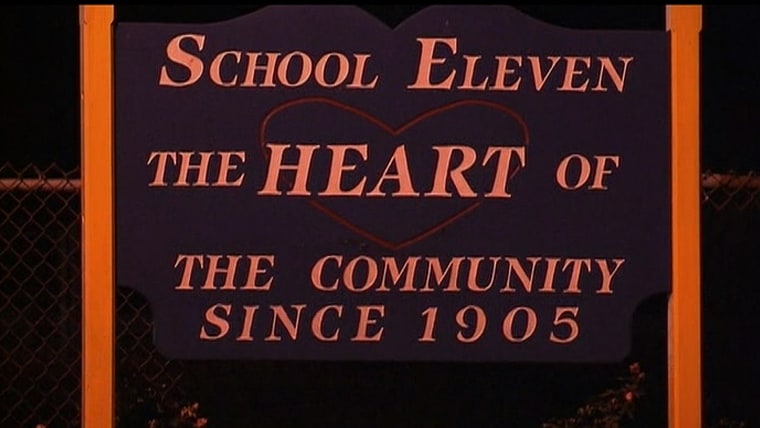 SCHOOL ELEVEN
THE HEART OF
THE COMMUNITY
SINCE 1905